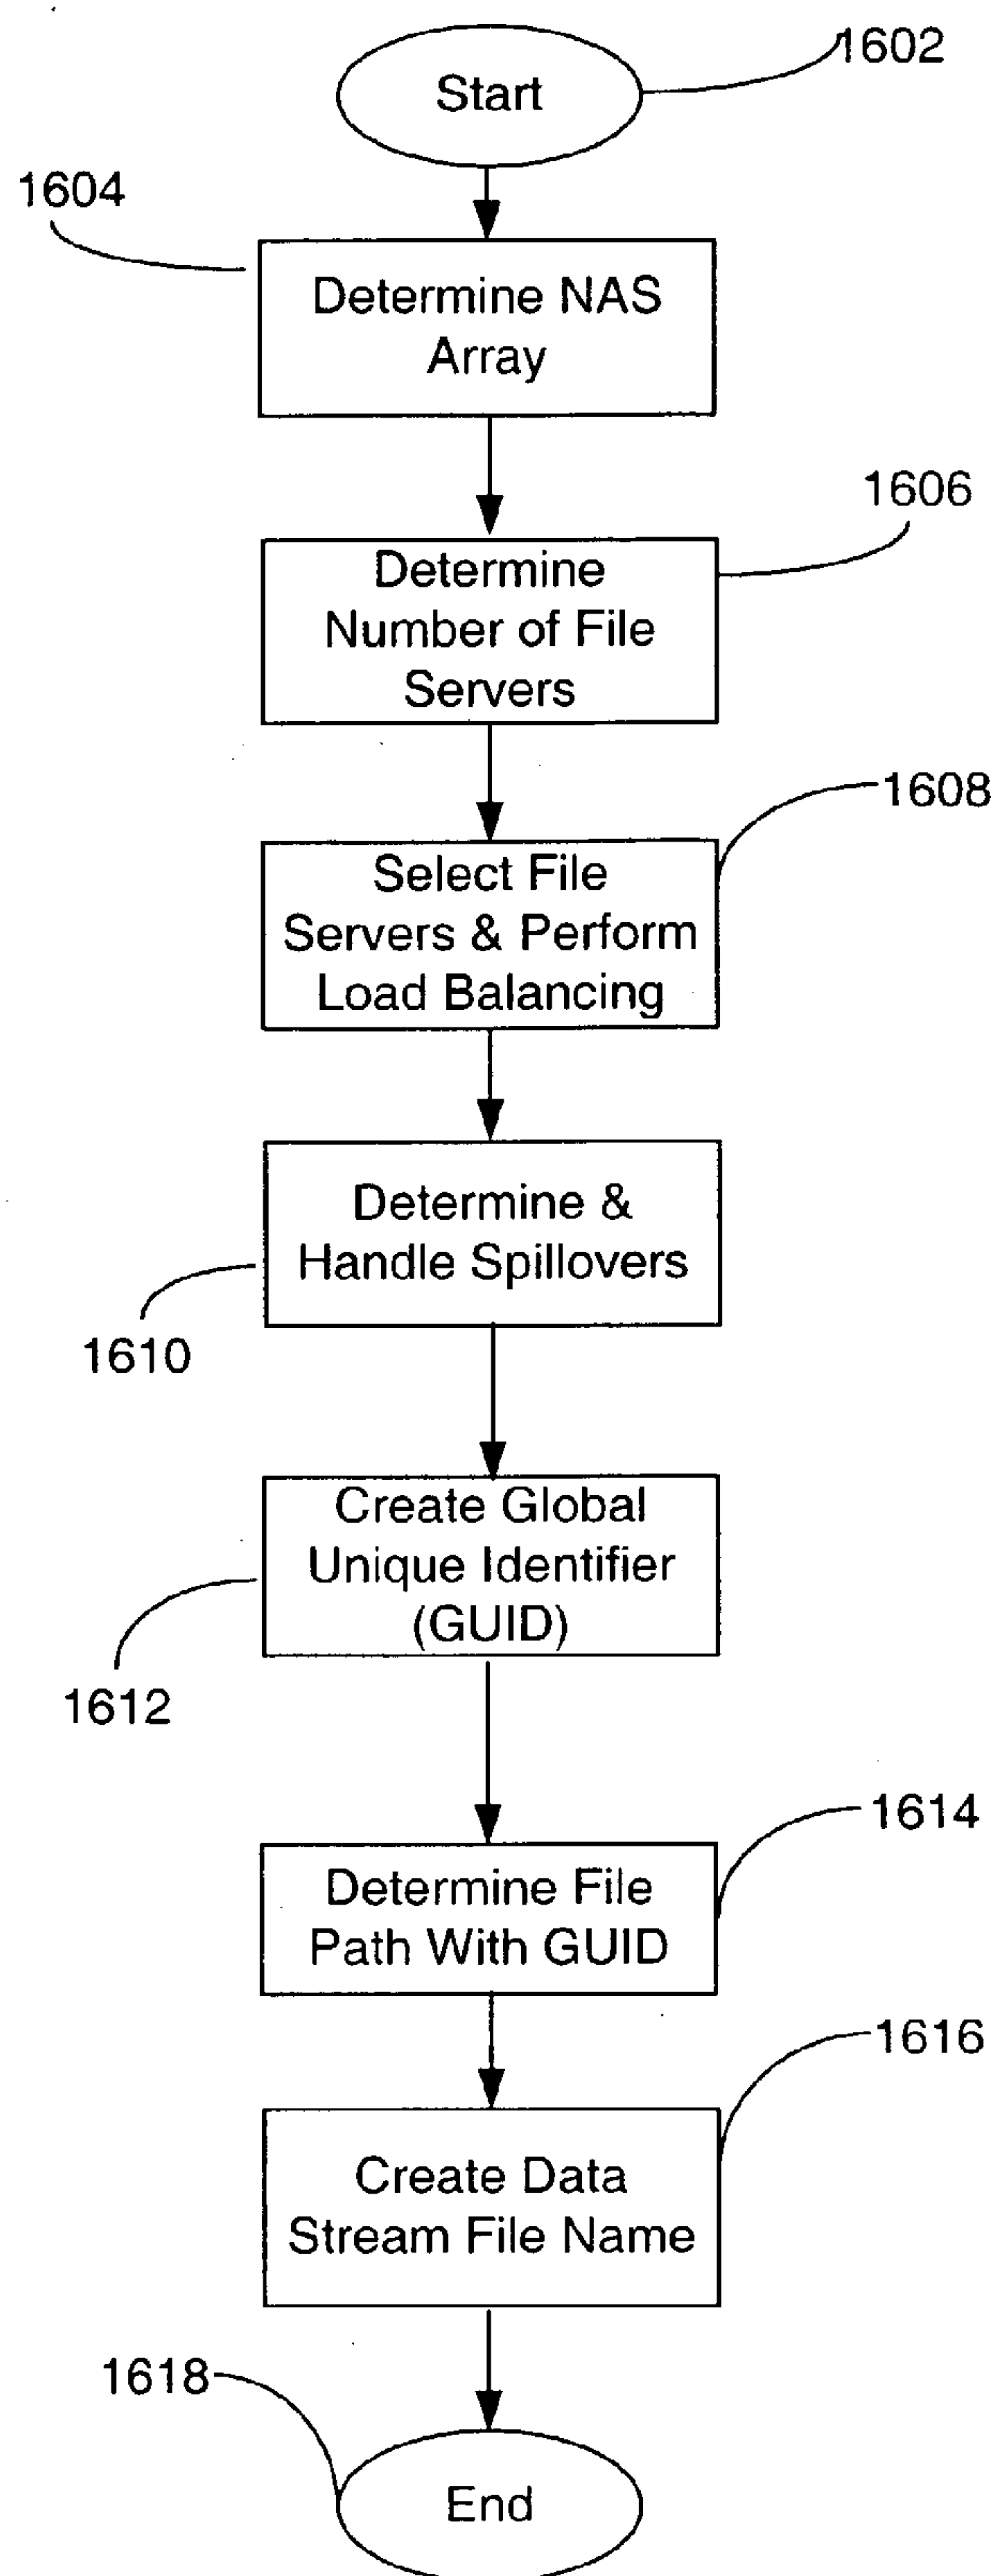 1602
Start
1604
Determine NAS
Array
1606
Determine
Number of File
Servers
1608
Select File
Servers & Perform
Load Balancing
Determine &
Handle Spillovers
1610
Create Global
Unique Identifier
(GUID)
1612
1614
Determine File
Path With GUID
1616
Create Data
Stream File Name
1618
End